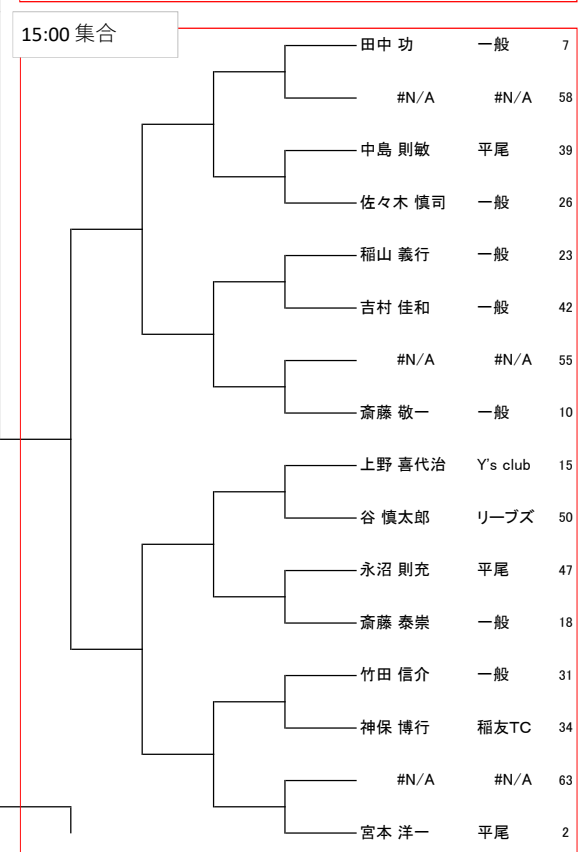 15:00 集合
田中 功 一般 7
#N/A #N/A 58
中島 則敏 平尾 39
佐々木 慎司 一般 26
稲山 義行 一般 23
吉村 佳和 一般 42
#N/A #N/A 55
斎藤 敬一 一般 10
上野 喜代治 Y's club 15
谷 慎太郎 リーブズ 50
永沼 則充 平尾 47
斎藤 泰崇 一般 18
竹田 信介 一般 31
神保 博行 稲友TC 34
#N/A #N/A 63
宮本 洋一 平尾 2